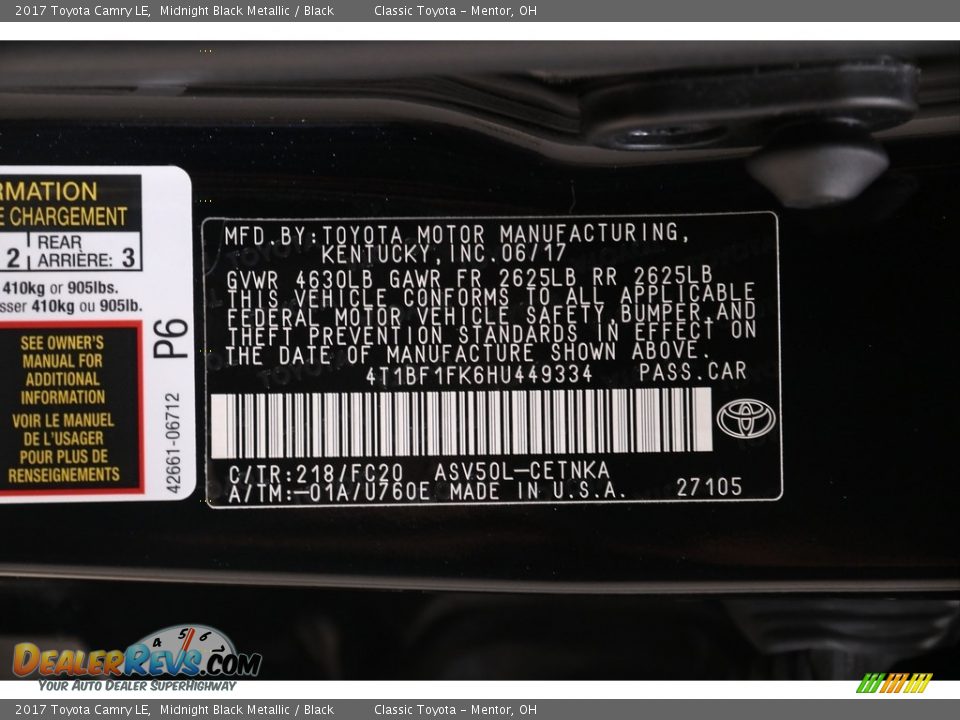 2017 Toyota Camry LE,  Midnight Black Metallic / Black          Classic Toyota – Mentor, OH
RMATION
E CHARGEMENT
2 REAR ARRIÈRE: 3
410kg or 905lbs.
sser 410kg ou 905lb.
SEE OWNER'S
MANUAL FOR
ADDITIONAL
INFORMATION
VOIR LE MANUEL
DE L'USAGER
POUR PLUS DE
RENSEIGNEMENTS
P6
42661-06712
MFD.BY:TOYOTA MOTOR MANUFACTURING,
KENTUCKY,INC.06/17
GVWR 4630LB GAWR FR 2625LB RR 2625LB
THIS VEHICLE CONFORMS TO ALL APPLICABLE
FEDERAL MOTOR VEHICLE SAFETY,BUMPER,AND
THEFT PREVENTION STANDARDS IN EFFECT ON
THE DATE OF MANUFACTURE SHOWN ABOVE.
4T1BF1FK6HU449334 PASS.CAR
C/TR:218/FC20 ASV50L-CETNKA
A/TM:-01A/U760E MADE IN U.S.A. 27105
4 5 6 7
DEALERREVS.COM
YOUR AUTO DEALER SUPERHIGHWAY
2017 Toyota Camry LE,  Midnight Black Metallic / Black          Classic Toyota – Mentor, OH